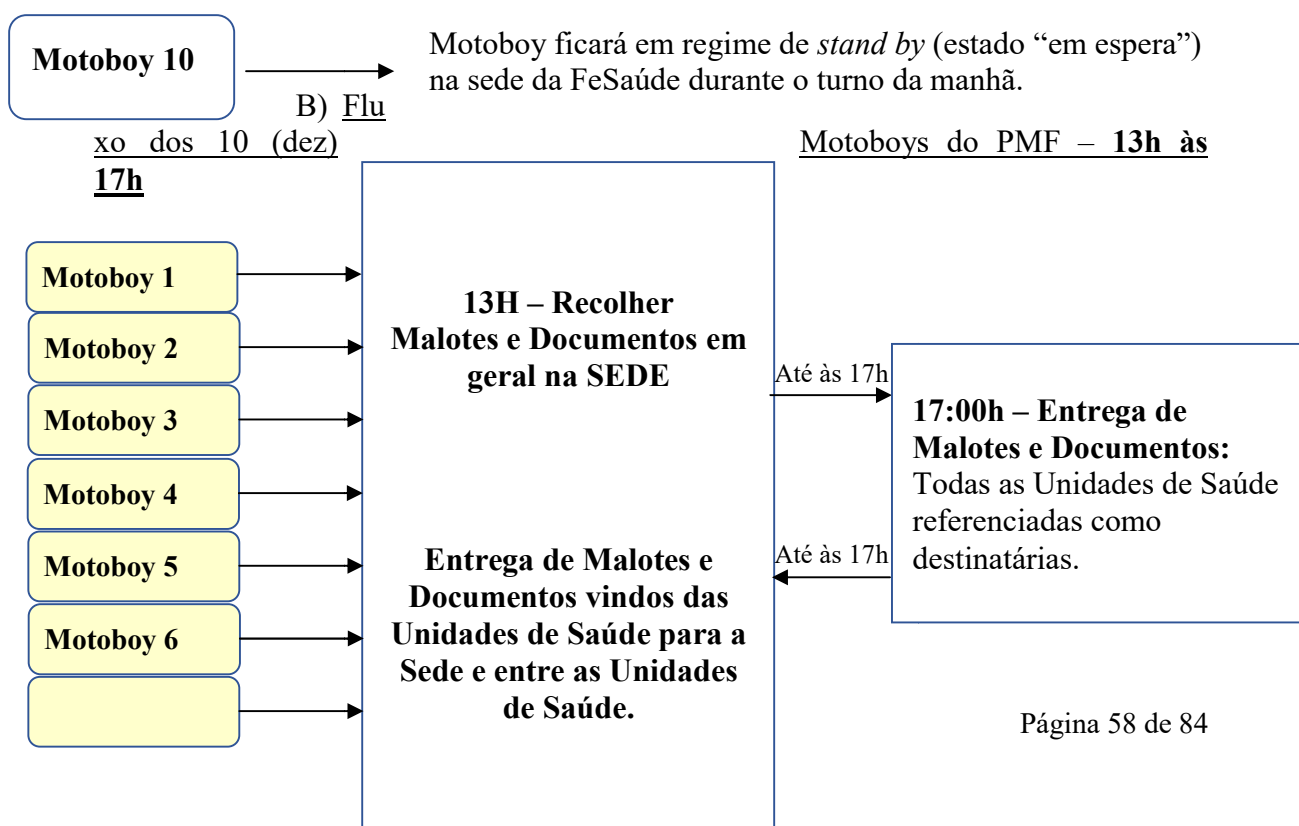 Motoboy 10
Motoboy ficará em regime de stand by (estado “em espera”)
na sede da FeSaúde durante o turno da manhã.
B) Flu
xo dos 10 (dez)
Motoboys do PMF – 13h às
17h
Motoboy 1
Motoboy 2
Motoboy 3
Motoboy 4
Motoboy 5
Motoboy 6
13H – Recolher
Malotes e Documentos em
geral na SEDE
Entrega de Malotes e
Documentos vindos das
Unidades de Saúde para a
Sede e entre as Unidades
de Saúde.
Até às 17h
Até às 17h
17:00h – Entrega de
Malotes e Documentos:
Todas as Unidades de Saúde
referenciadas como
destinatárias.
Página 58 de 84